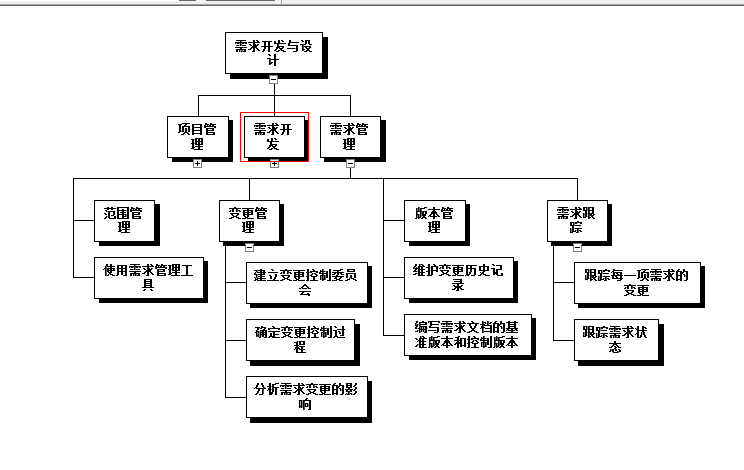 需求开发与设
计
项目管
理
需求开
发
需求管
理
范围管
理
使用需求管理工
具
变更管
理
建立变更控制委员
会
确定变更控制过
程
分析需求变更的影
响
版本管
理
维护变更历史记
录
编写需求文档的基
准版本和控制版本
需求跟
踪
跟踪每一项需求的
变更
跟踪需求状
态